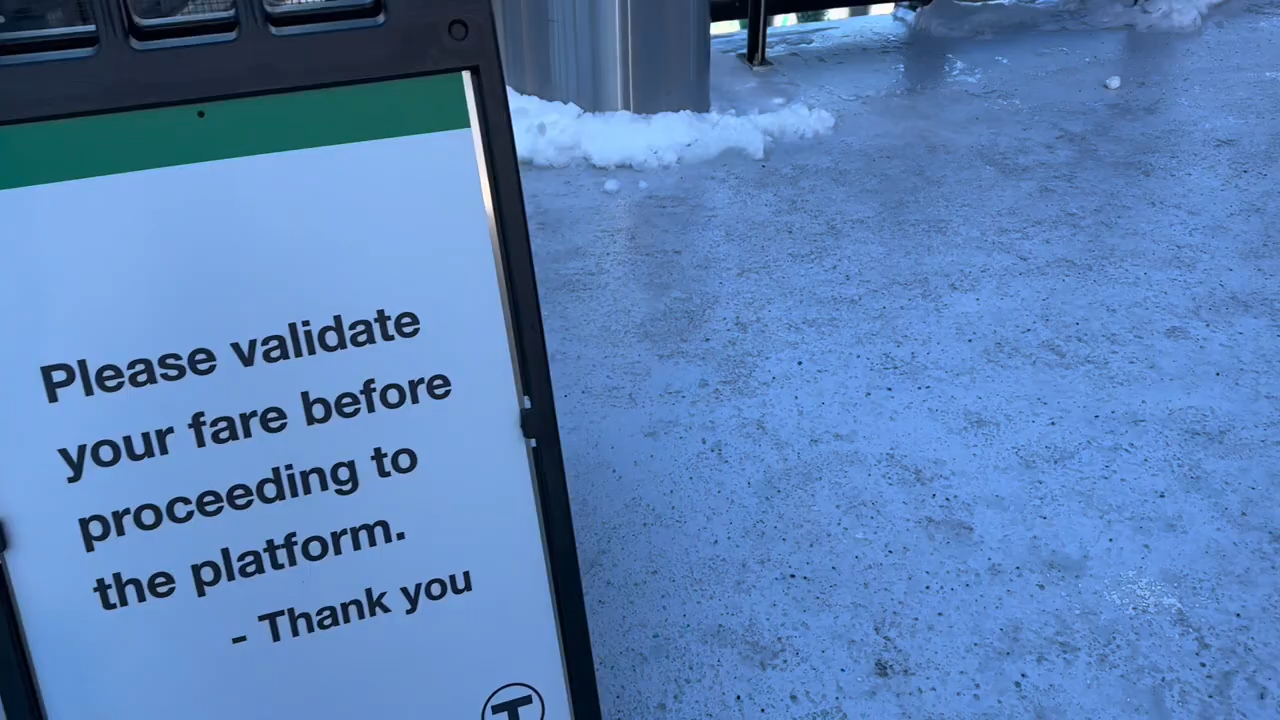 Please validate
your fare before
proceeding to
the platform.
- Thank you
T